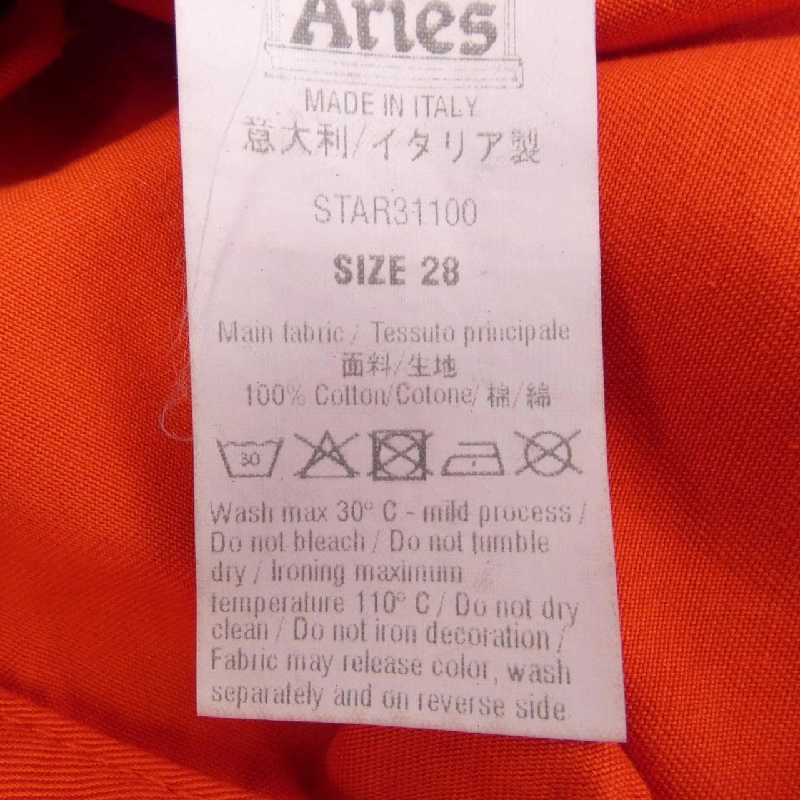 Aries
MADE IN ITALY
意大利/イタリア製
STAR31100
SIZE 28
Main fabric / Tessuto principale
面料/生地
100% Cotton/Cotone/ 棉/綿
30
Wash max 30° C - mild process /
Do not bleach / Do not tumble
dry / Ironing maximum
temperature 110° C / Do not dry
clean / Do not iron decoration /
Fabric may release color, wash
separately and on reverse side